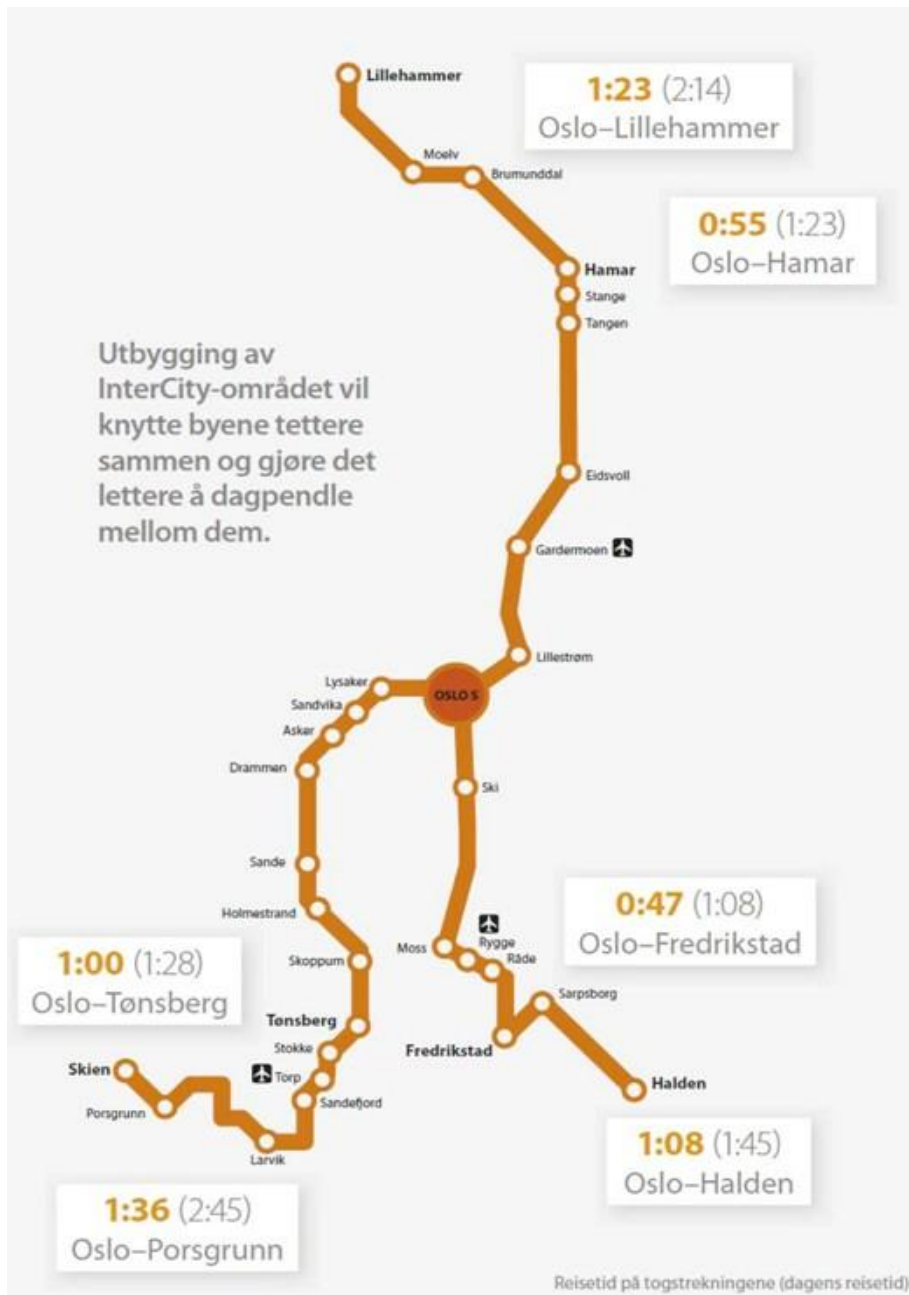 Lillehammer
1:23 (2:14)
Oslo–Lillehammer
Moelv
Brumunddal
0:55 (1:23)
Oslo–Hamar
Hamar
Stange
Tangen
Utbygging av
InterCity-området vil
knytte byene tettere
sammen og gjøre det
lettere å dagpendle
mellom dem.
Eidsvoll
Gardermoen
Lillestrøm
Lysaker
OSLO S
Sandvika
Asker
Drammen
Ski
Sande
Holmestrand
0:47 (1:08)
Oslo–Fredrikstad
Moss
Rygge
Råde
Skoppum
1:00 (1:28)
Oslo–Tønsberg
Sarpsborg
Tønsberg
Stokke
Fredrikstad
Skien
Torp
Halden
Porsgrunn
Sandefjord
Larvik
1:08 (1:45)
Oslo–Halden
1:36 (2:45)
Oslo–Porsgrunn
Reisetid på togstrekningene (dagens reisetid)